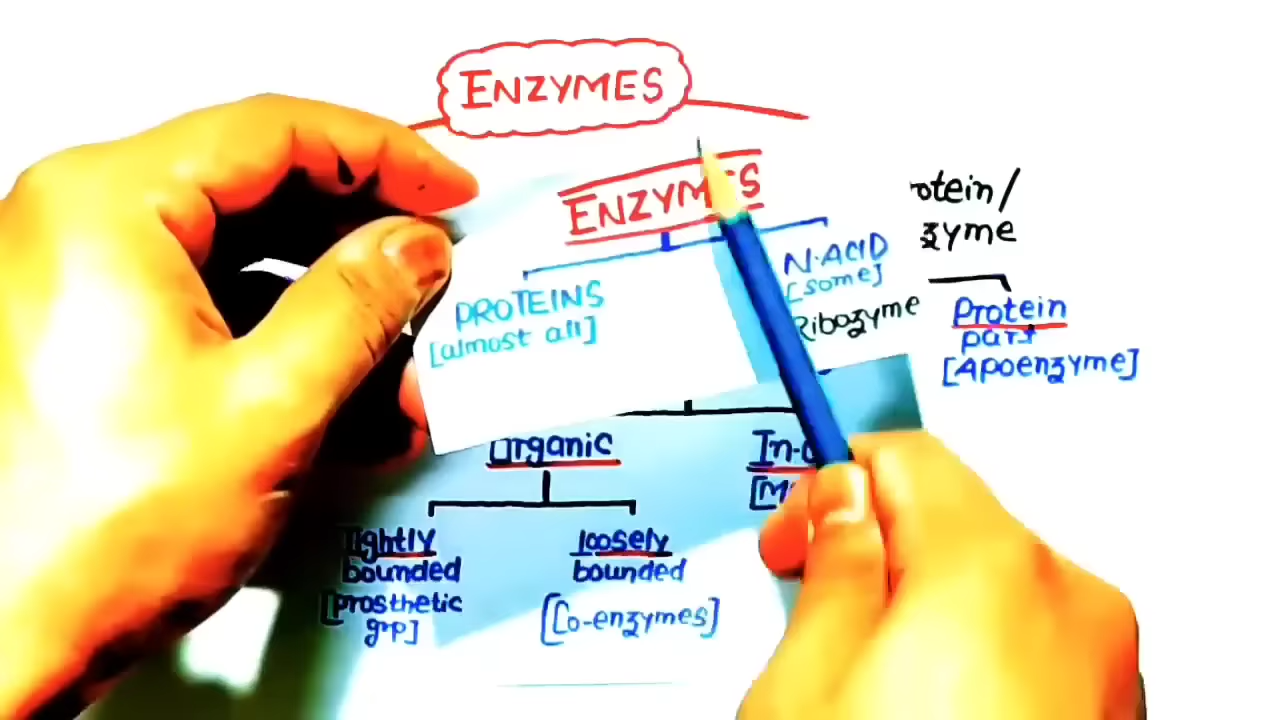 ENZYMES
ENZYMES
PROTEINS
[almost all]
N·ACID
[some]
Ribozyme
otein/
zyme
Protein
part
[Apoenzyme]
Organic
In-
[M
Tightly
bounded
[prosthetic
grp]
loosely
bounded
[Co-enzymes]